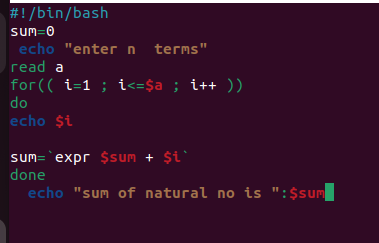 #!/bin/bash
sum=0
echo "enter n  terms"
read a
for(( i=1 ; i<=$a ; i++ ))
do
echo $i
sum=`expr $sum + $i`
done
echo "sum of natural no is ":$sum